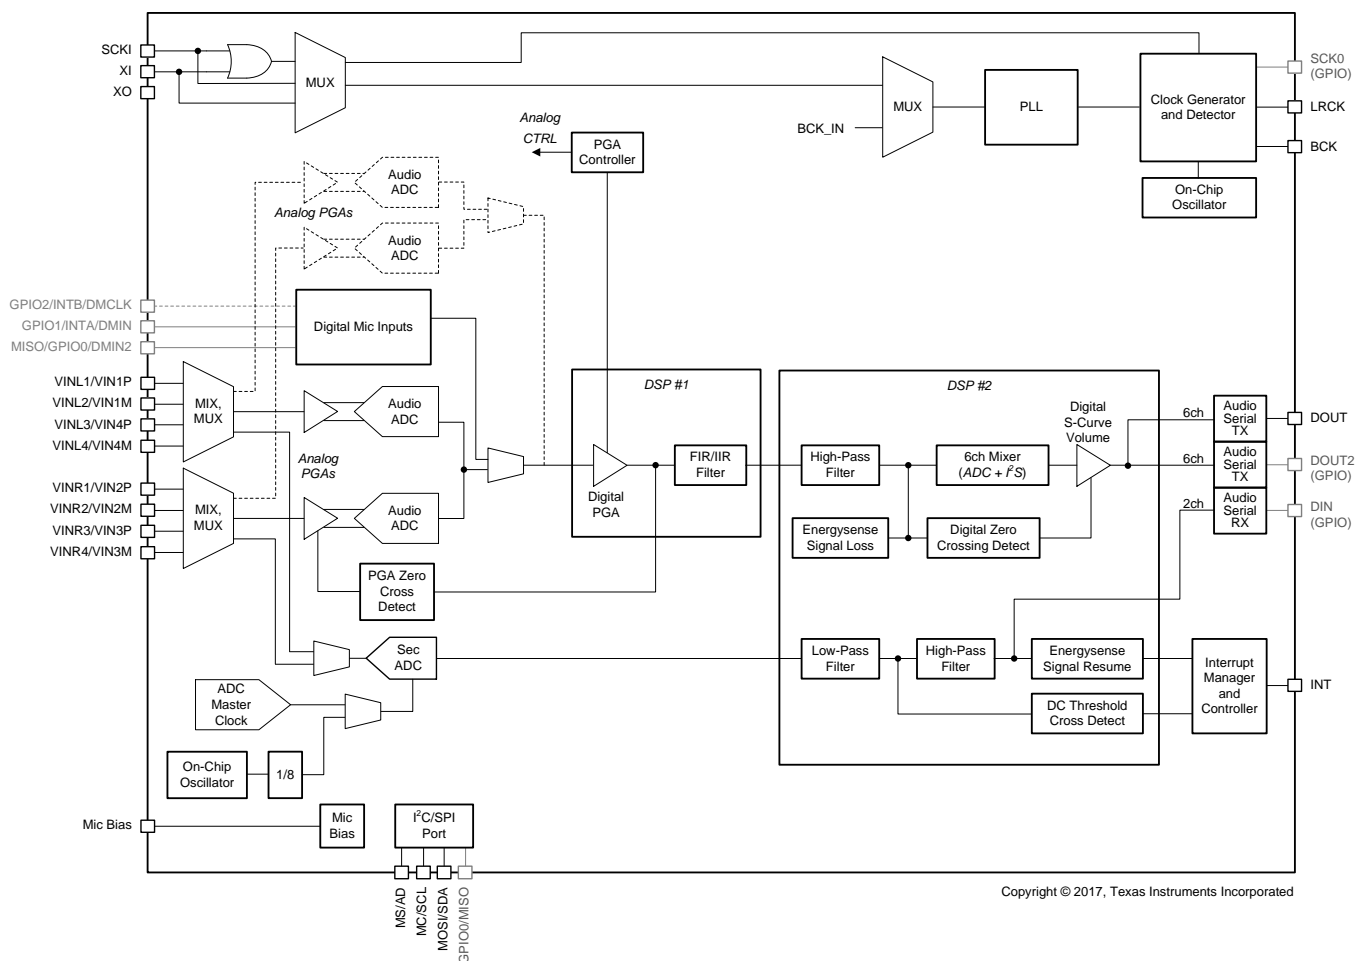 SCKI
XI
XO
MUX
BCK_IN
MUX
PLL
Clock Generator
and Detector
SCK0
(GPIO)
LRCK
BCK
On-Chip
Oscillator
Analog
CTRL
PGA
Controller
Audio
ADC
Analog PGAs
Audio
ADC
GPIO2/INTB/DMCLK
GPIO1/INTA/DMIN
MISO/GPIO0/DMIN2
Digital Mic Inputs
VINL1/VIN1P
VINL2/VIN1M
VINL3/VIN4P
VINL4/VIN4M
MIX,
MUX
Audio
ADC
Analog
PGAs
VINR1/VIN2P
VINR2/VIN2M
VINR3/VIN3P
VINR4/VIN3M
MIX,
MUX
Audio
ADC
PGA Zero
Cross
Detect
DSP #1
Digital
PGA
FIR/IIR
Filter
DSP #2
High-Pass
Filter
6ch Mixer
(ADC + I²S)
Digital
S-Curve
Volume
Energysense
Signal Loss
Digital Zero
Crossing Detect
6ch
Audio
Serial
TX
DOUT
6ch
Audio
Serial
TX
DOUT2
(GPIO)
2ch
Audio
Serial
RX
DIN
(GPIO)
Sec
ADC
Low-Pass
Filter
High-Pass
Filter
Energysense
Signal Resume
DC Threshold
Cross Detect
Interrupt
Manager
and
Controller
INT
ADC
Master
Clock
On-Chip
Oscillator
1/8
Mic Bias
Mic
Bias
I²C/SPI
Port
MS/AD
MC/SCL
MOSI/SDA
GPIO0/MISO
Copyright © 2017, Texas Instruments Incorporated